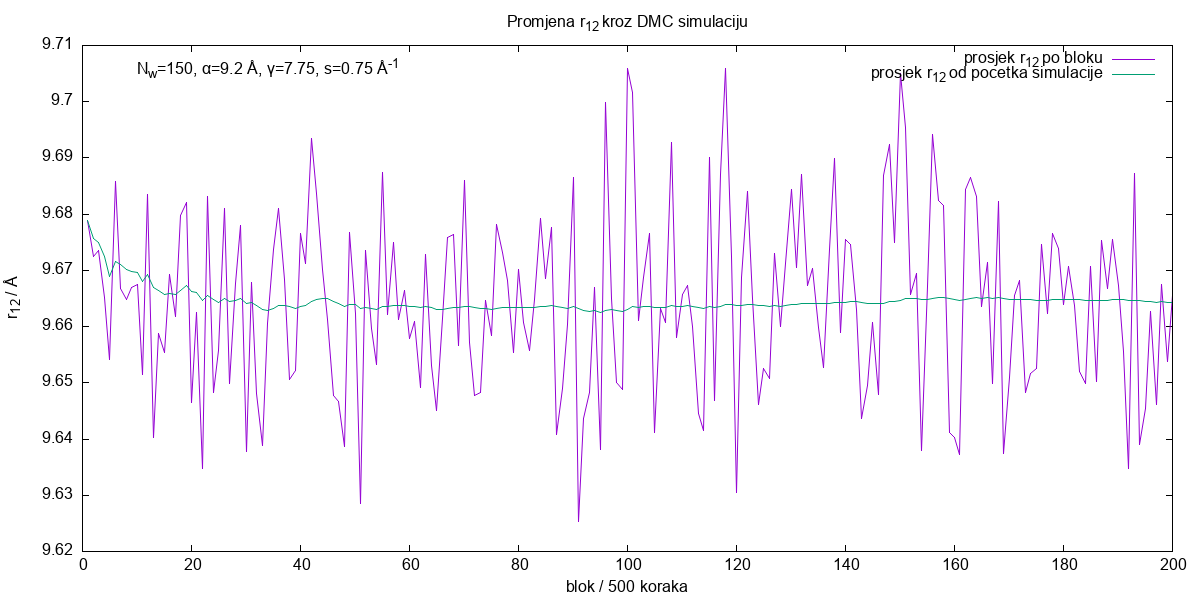 Promjena r12 kroz DMC simulaciju
9.71
9.7
9.69
9.68
9.67
9.66
9.65
9.64
9.63
9.62
r12 / Å
Nw=150, α=9.2 Å, γ=7.75, s=0.75 Å-1
prosjek r12 po bloku
prosjek r12 od pocetka simulacije
0 20 40 60 80 100 120 140 160 180 200
blok / 500 koraka